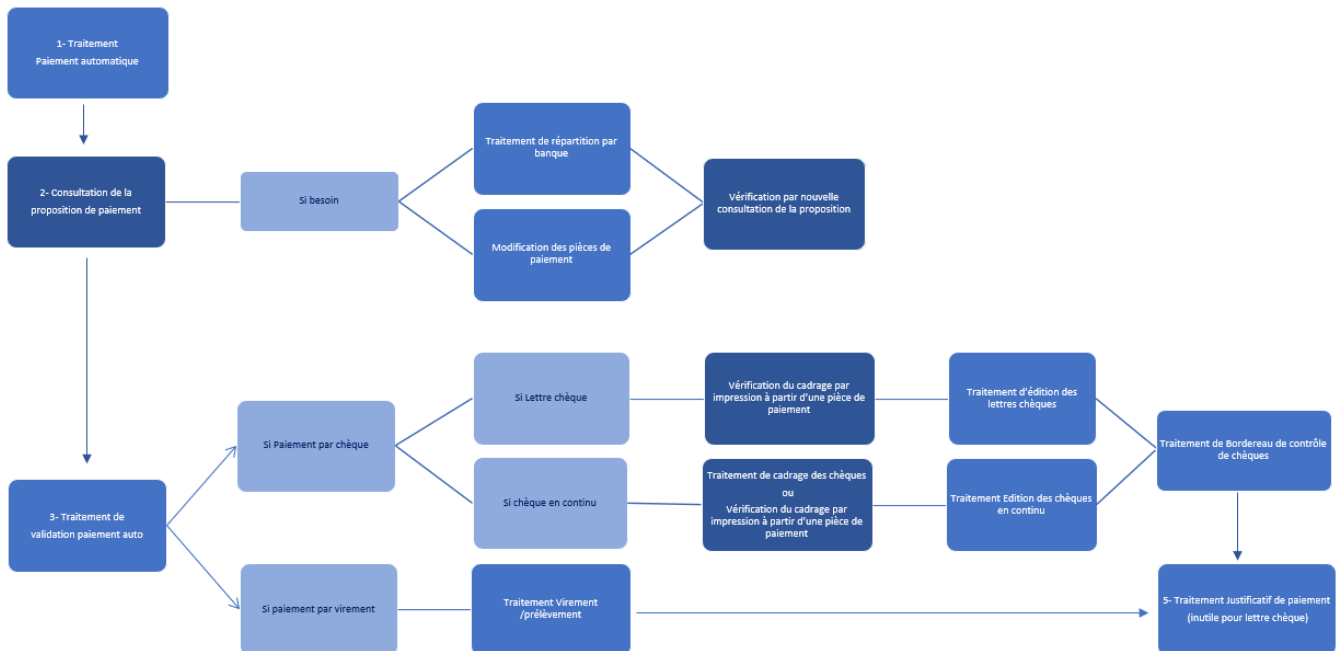 1- Traitement
Paiement automatique
2- Consultation de la
proposition de paiement
Si besoin
Traitement de répartition par
banque
Modification des pièces de
paiement
Vérification par nouvelle
consultation de la proposition
3- Traitement de
validation paiement auto
Si Paiement par chèque
Si Lettre chèque
Vérification du cadrage par
impression à partir d'une pièce de
paiement
Traitement d'édition des
lettres chèques
Si chèque en continu
Traitement de cadrage des chèques
ou
Vérification du cadrage par
impression à partir d'une pièce de
paiement
Traitement Edition des chèques
en continu
Traitement de Bordereau de contrôle
de chèques
Si paiement par virement
Traitement Virement
/prélèvement
5- Traitement Justificatif de paiement
(inutile pour lettre chèque)